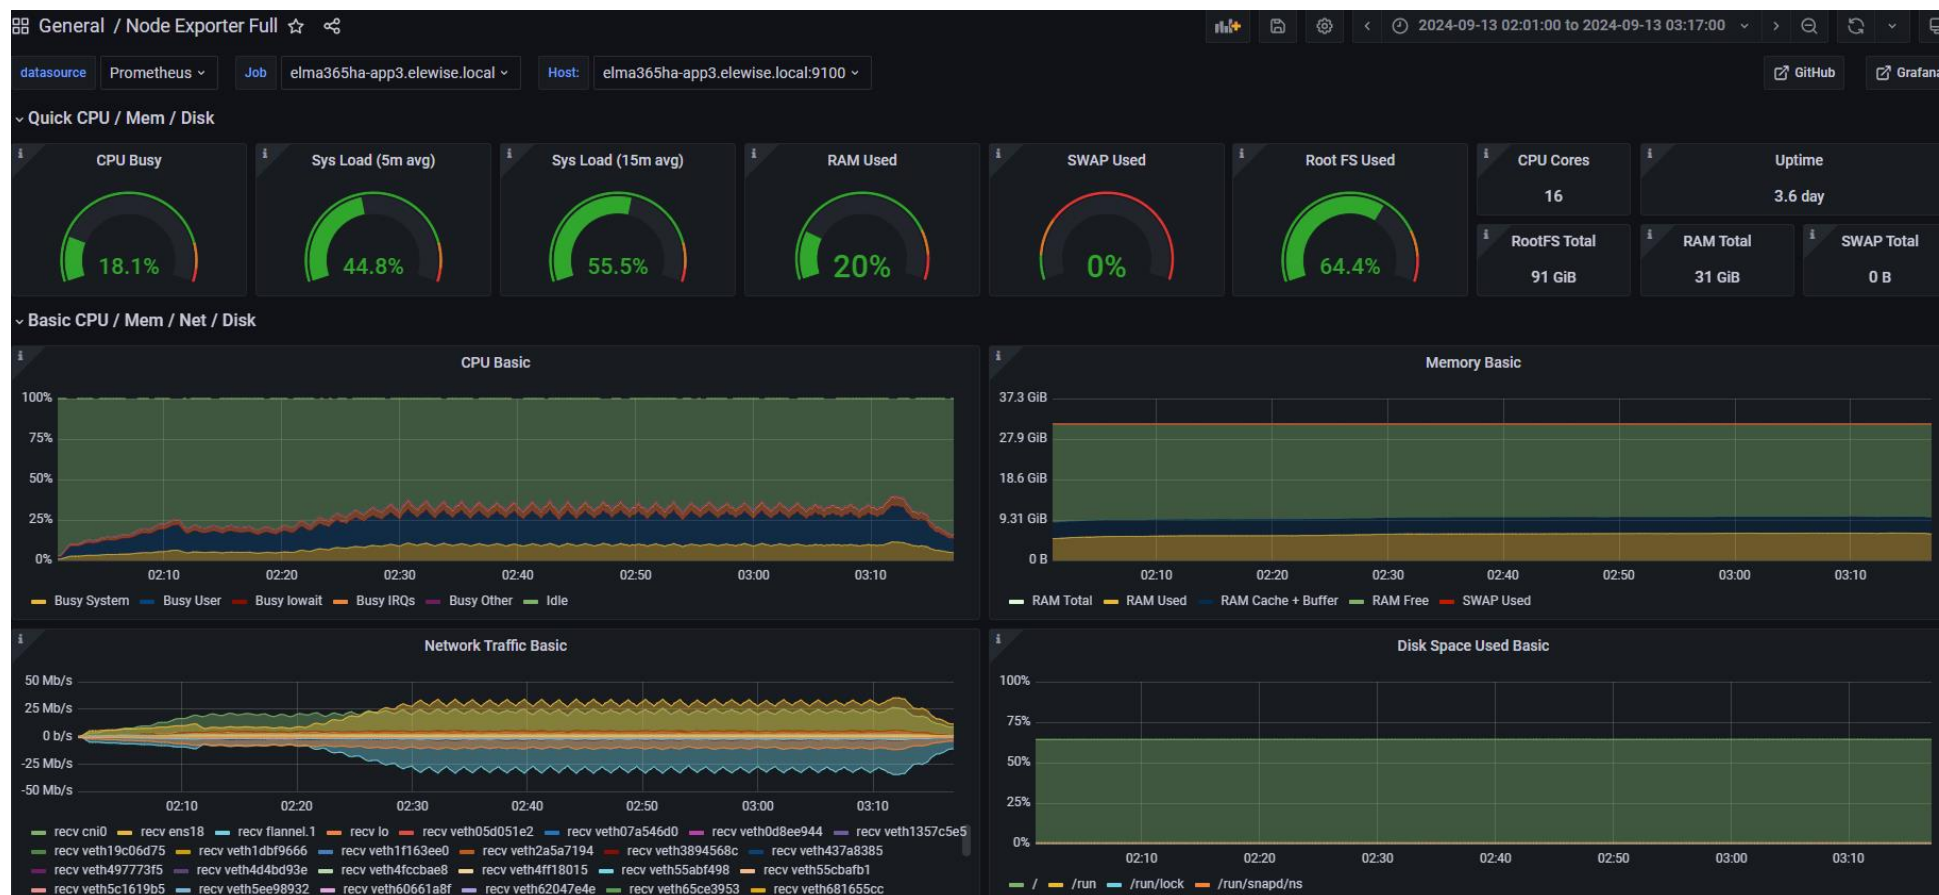 General / Node Exporter Full
2024-09-13 02:01:00 to 2024-09-13 03:17:00
datasource Prometheus Job elma365ha-app3.elewise.local Host: elma365ha-app3.elewise.local:9100 GitHub Grafana
Quick CPU / Mem / Disk
CPU Busy Sys Load (5m avg) Sys Load (15m avg) RAM Used SWAP Used Root FS Used CPU Cores Uptime
16 3.6 day
RootFS Total RAM Total SWAP Total
18.1% 44.8% 55.5% 20% 0% 64.4% 91 GiB 31 GiB 0 B
Basic CPU / Mem / Net / Disk
CPU Basic
100%
75%
50%
25%
0%
02:10 02:20 02:30 02:40 02:50 03:00 03:10
Busy System Busy User Busy Iowait Busy IRQs Busy Other Idle
Memory Basic
37.3 GiB
27.9 GiB
18.6 GiB
9.31 GiB
0 B
02:10 02:20 02:30 02:40 02:50 03:00 03:10
RAM Total RAM Used RAM Cache + Buffer RAM Free SWAP Used
Network Traffic Basic
50 Mb/s
25 Mb/s
0 b/s
-25 Mb/s
-50 Mb/s
02:10 02:20 02:30 02:40 02:50 03:00 03:10
recv cni0 recv ens18 recv flannel.1 recv lo recv veth05d051e2 recv veth07a546d0 recv veth0d8ee944 recv veth1357c5e5
recv veth19c06d75 recv veth1dbf9666 recv veth1f163ee0 recv veth2a5a7194 recv veth3894568c recv veth437a8385
recv veth497773f5 recv veth4d4bd93e recv veth4fccbae8 recv veth4ff18015 recv veth55abf498 recv veth55cbafb1
recv veth5c1619b5 recv veth5ee98932 recv veth60661a8f recv veth62047e4e recv veth65ce3953 recv veth681655cc
Disk Space Used Basic
100%
75%
50%
25%
0%
02:10 02:20 02:30 02:40 02:50 03:00 03:10
/ /run /run/lock /run/snapd/ns